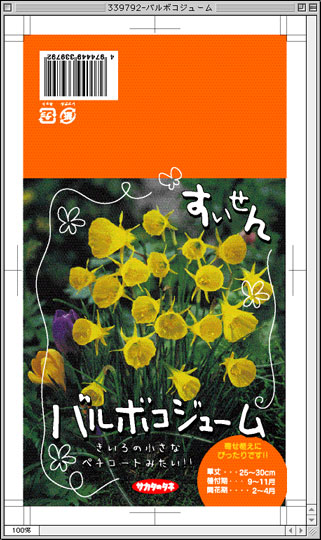 339792-バルボコジューム
4 974449 339792
すいせん
バルボコジューム
きいろの小さな
ペチコートみたい!!
サカタのタネ
寄せ植えに
ぴったりです!!
草丈・・・25〜30cm
植付期・・・9〜11月
開花期・・・2〜4月
100%